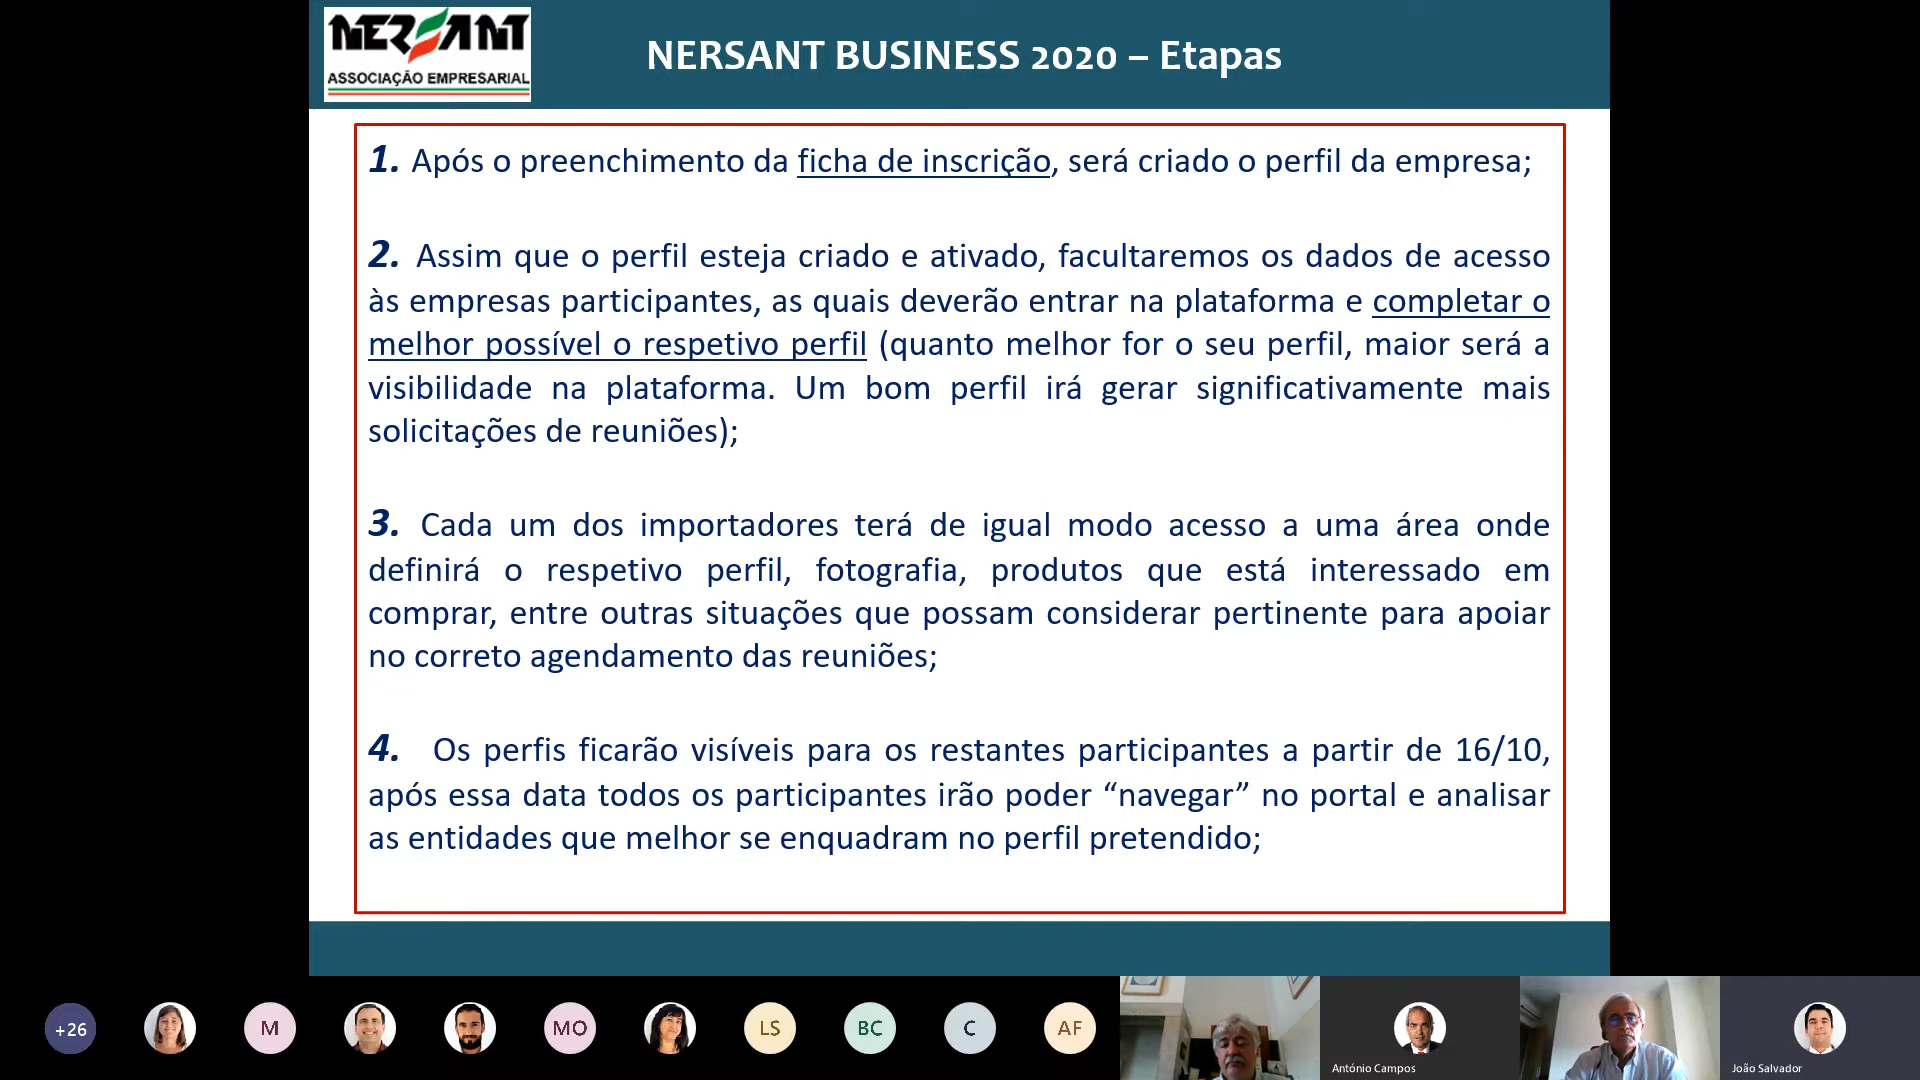 NERSANT
ASSOCIAÇÃO EMPRESARIAL
NERSANT BUSINESS 2020 – Etapas
1. Após o preenchimento da ficha de inscrição, será criado o perfil da empresa;
2. Assim que o perfil esteja criado e ativado, facultaremos os dados de acesso
às empresas participantes, as quais deverão entrar na plataforma e completar o
melhor possível o respetivo perfil (quanto melhor for o seu perfil, maior será a
visibilidade na plataforma. Um bom perfil irá gerar significativamente mais
solicitações de reuniões);
3. Cada um dos importadores terá de igual modo acesso a uma área onde
definirá o respetivo perfil, fotografia, produtos que está interessado em
comprar, entre outras situações que possam considerar pertinente para apoiar
no correto agendamento das reuniões;
4. Os perfis ficarão visíveis para os restantes participantes a partir de 16/10,
após essa data todos os participantes irão poder “navegar” no portal e analisar
as entidades que melhor se enquadram no perfil pretendido;
+26 M MO LS BC C AF
António Campos
João Salvador